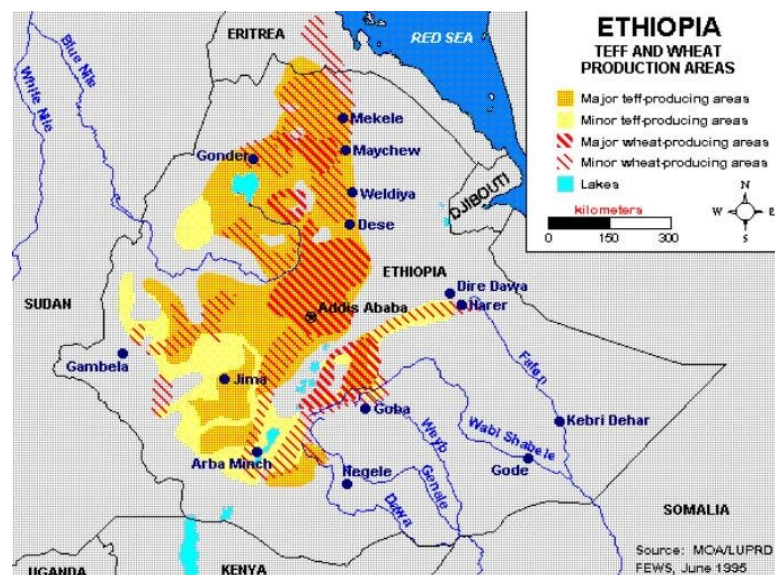 ETHIOPIA
TEFF AND WHEAT
PRODUCTION AREAS
Major teff-producing areas
Minor teff-producing areas
Major wheat-producing areas
Minor wheat-producing areas
Lakes
kilometers
0 150 300
N
W E
S
ERITREA
RED SEA
Blue Nile
White Nile
Mekele
Maychew
Gonder
Weldiya
DJIBOUTI
Dese
ETHIOPIA
SUDAN
Dire Dawa
Harer
Addis Ababa
Gambela
Jima
Fafen
Goba
Kebri Dehar
Weyb
Wabi Shabele
Arba Minch
Gode
Negele
Genale
Dawa
SOMALIA
UGANDA
KENYA
Source: MOA/LUPRD
FEWS, June 1995